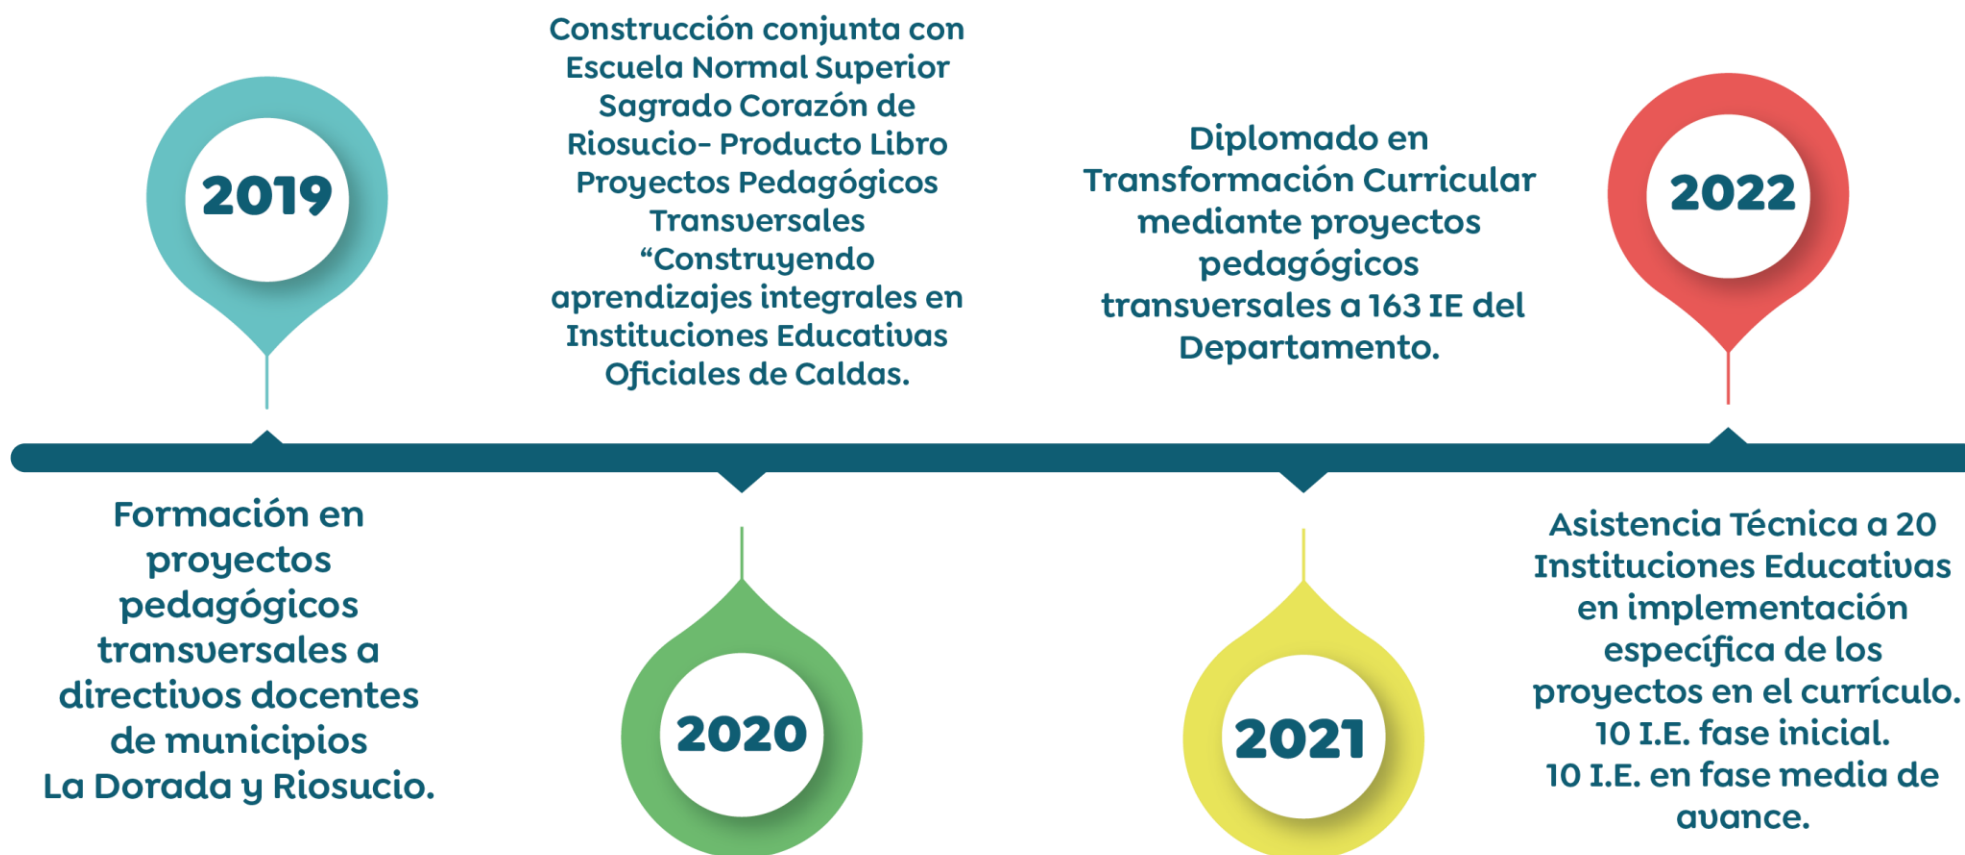 2019
Formación en
proyectos
pedagógicos
transversales a
directivos docentes
de municipios
La Dorada y Riosucio.
Construcción conjunta con
Escuela Normal Superior
Sagrado Corazón de
Riosucio- Producto Libro
Proyectos Pedagógicos
Transversales
“Construyendo
aprendizajes integrales en
Instituciones Educativas
Oficiales de Caldas.
2020
Diplomado en
Transformación Curricular
mediante proyectos
pedagógicos
transversales a 163 IE del
Departamento.
2021
2022
Asistencia Técnica a 20
Instituciones Educativas
en implementación
específica de los
proyectos en el currículo.
10 I.E. fase inicial.
10 I.E. en fase media de
avance.